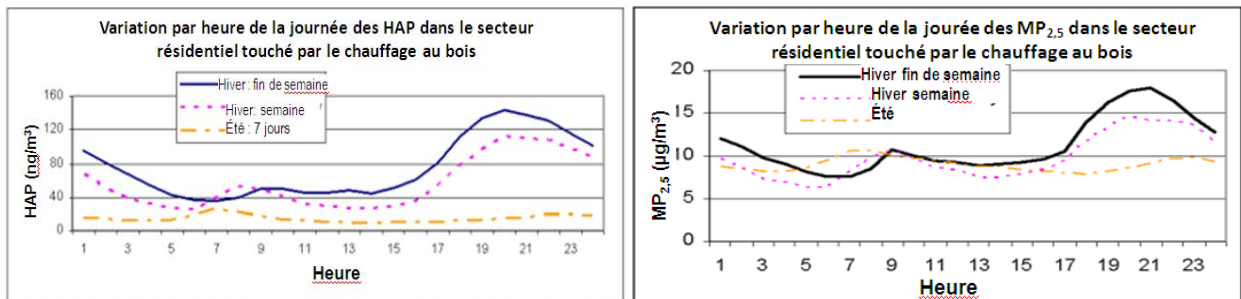 Variation par heure de la journée des HAP dans le secteur
résidentiel touché par le chauffage au bois
Hiver : fin de semaine
Hiver: semaine
Été : 7 jours
HAP (ng/m³)
160
120
80
40
0
1 3 5 7 9 11 13 15 17 19 21 23
Heure
Variation par heure de la jourée des MP2,5 dans le secteur
résidentiel touché par le chauffage au bois
Hiver fin de semaine
Hiver semaine
Été
MP2,5 (µg/m³)
20
15
10
5
0
1 3 5 7 9 11 13 15 17 19 21 23
Heure